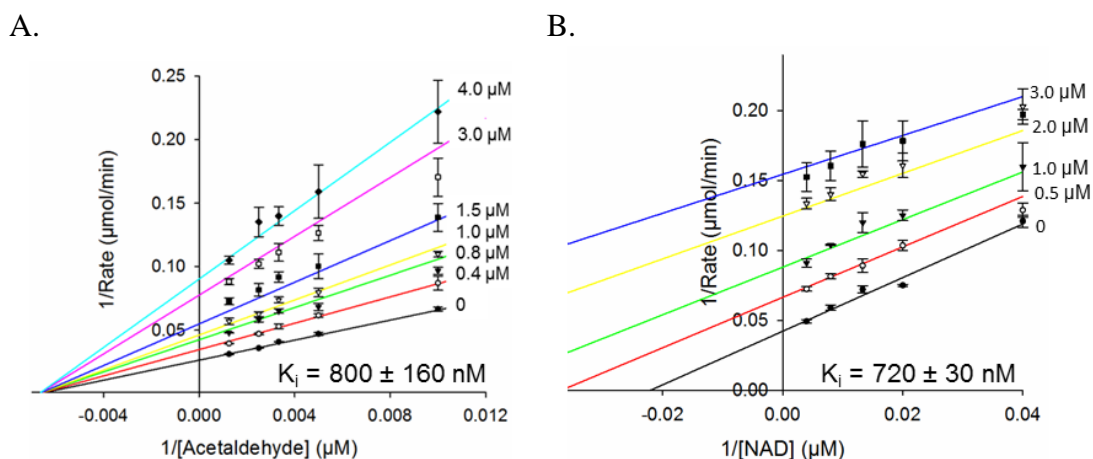 A.
B.
0.25
0.20
0.15
0.10
0.05
1/Rate (µmol/min)
4.0 µM
3.0 µM
1.5 µM
1.0 µM
0.8 µM
0.4 µM
0
Ki = 800 ± 160 nM
-0.004 0.000 0.004 0.008 0.012
1/[Acetaldehyde] (µM)
0.20
0.15
0.10
0.05
0.00
1/Rate (µmol/min)
3.0 µM
2.0 µM
1.0 µM
0.5 µM
0
Ki = 720 ± 30 nM
-0.02 0.00 0.02 0.04
1/[NAD] (µM)